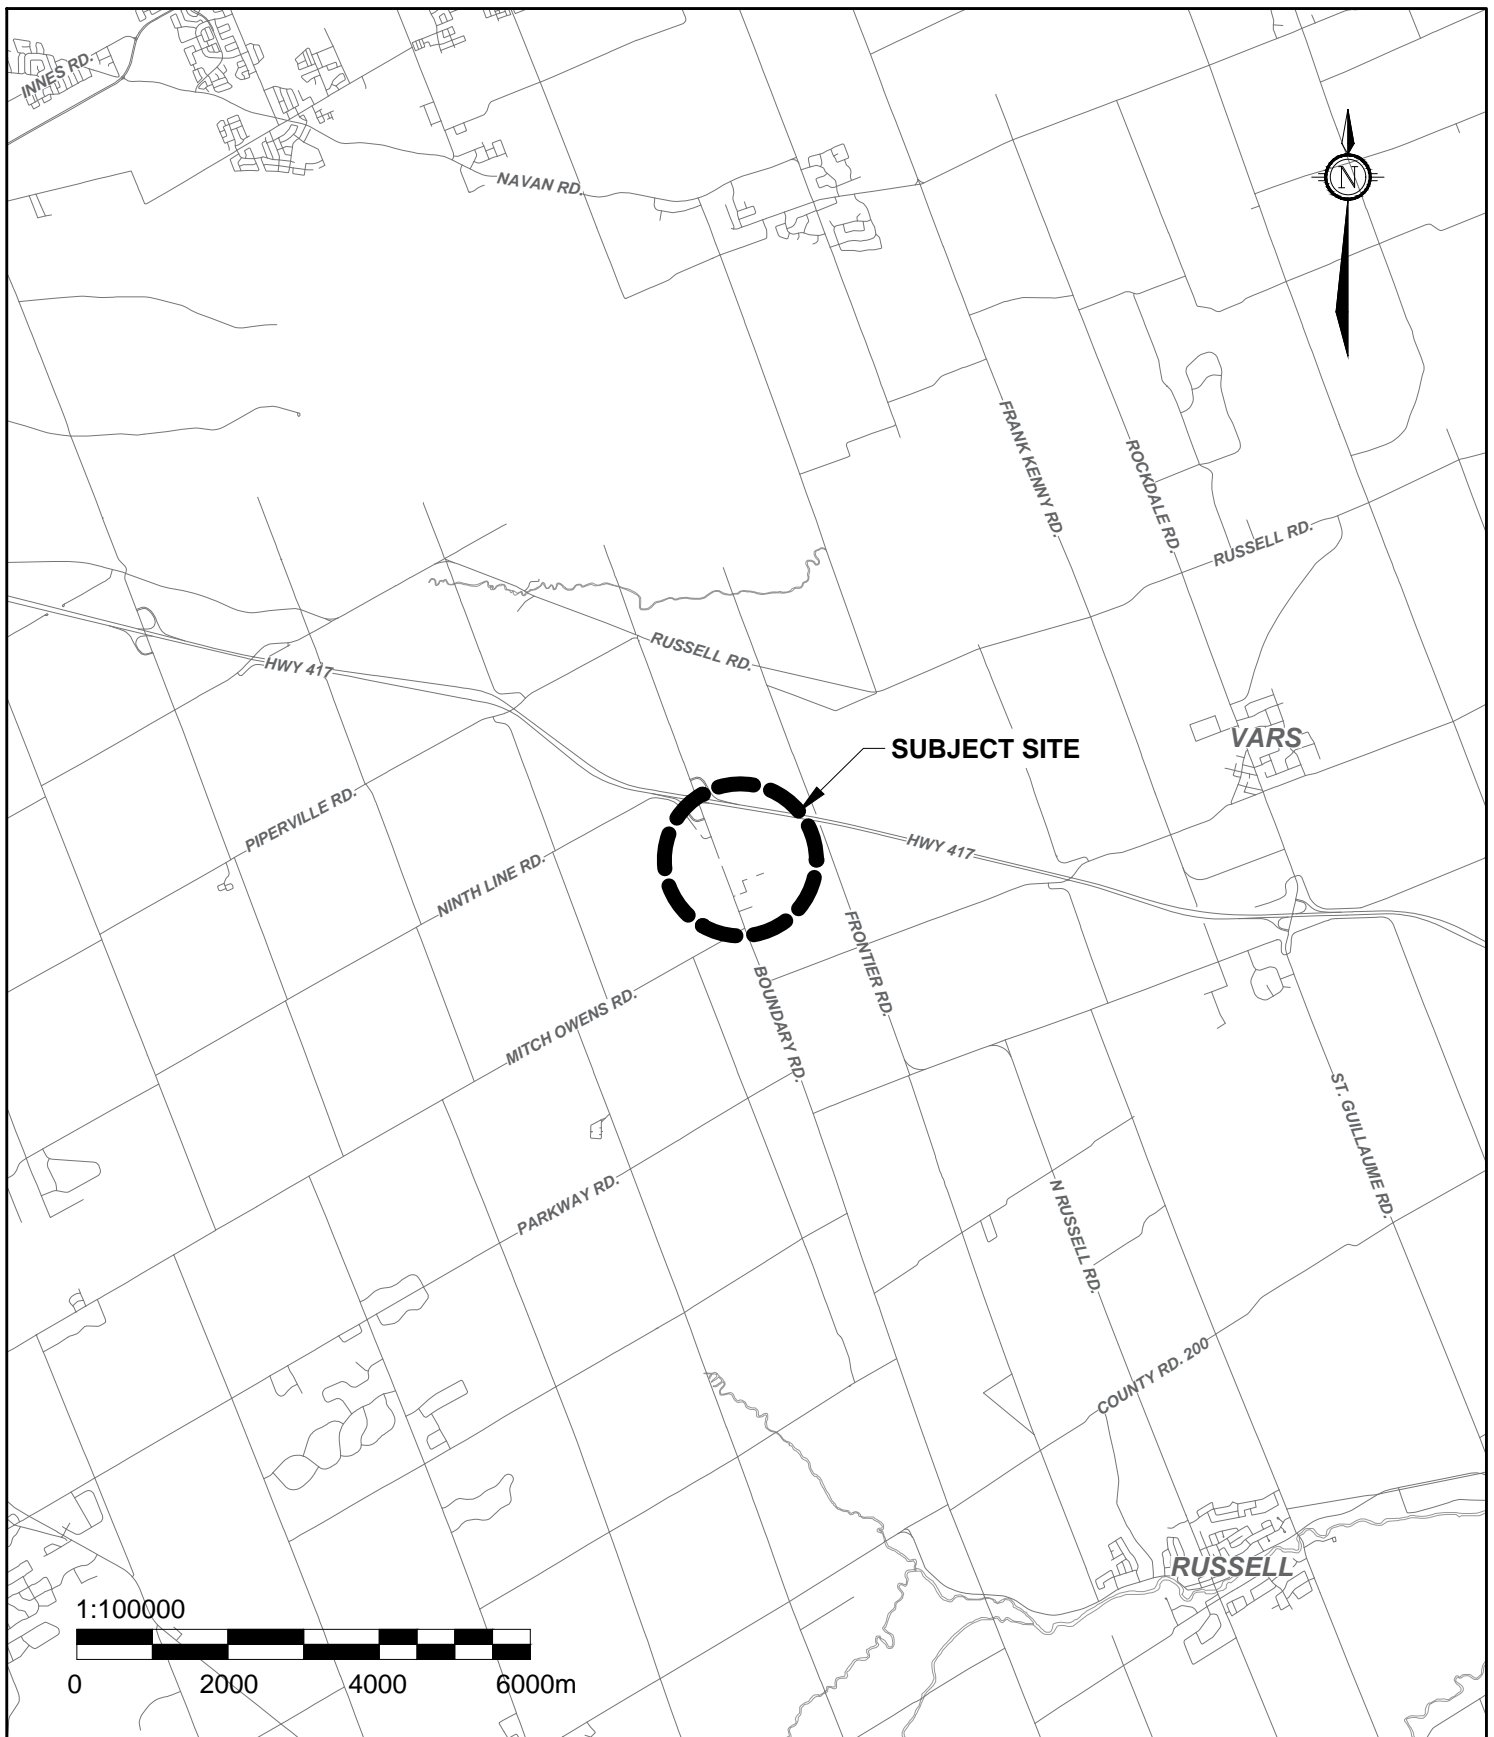 INNES RD.
NAVAN RD.
N
FRANK KENNY RD.
ROCKDALE RD.
RUSSELL RD.
RUSSELL RD.
HWY 417
SUBJECT SITE
VARS
PIPERVILLE RD.
HWY 417
NINTH LINE RD.
FRONTIER RD.
BOUNDARY RD.
MITCH OWENS RD.
ST. GUILLAUME RD.
PARKWAY RD.
N RUSSELL RD.
COUNTY RD. 200
RUSSELL
1:100000
0 2000 4000 6000m